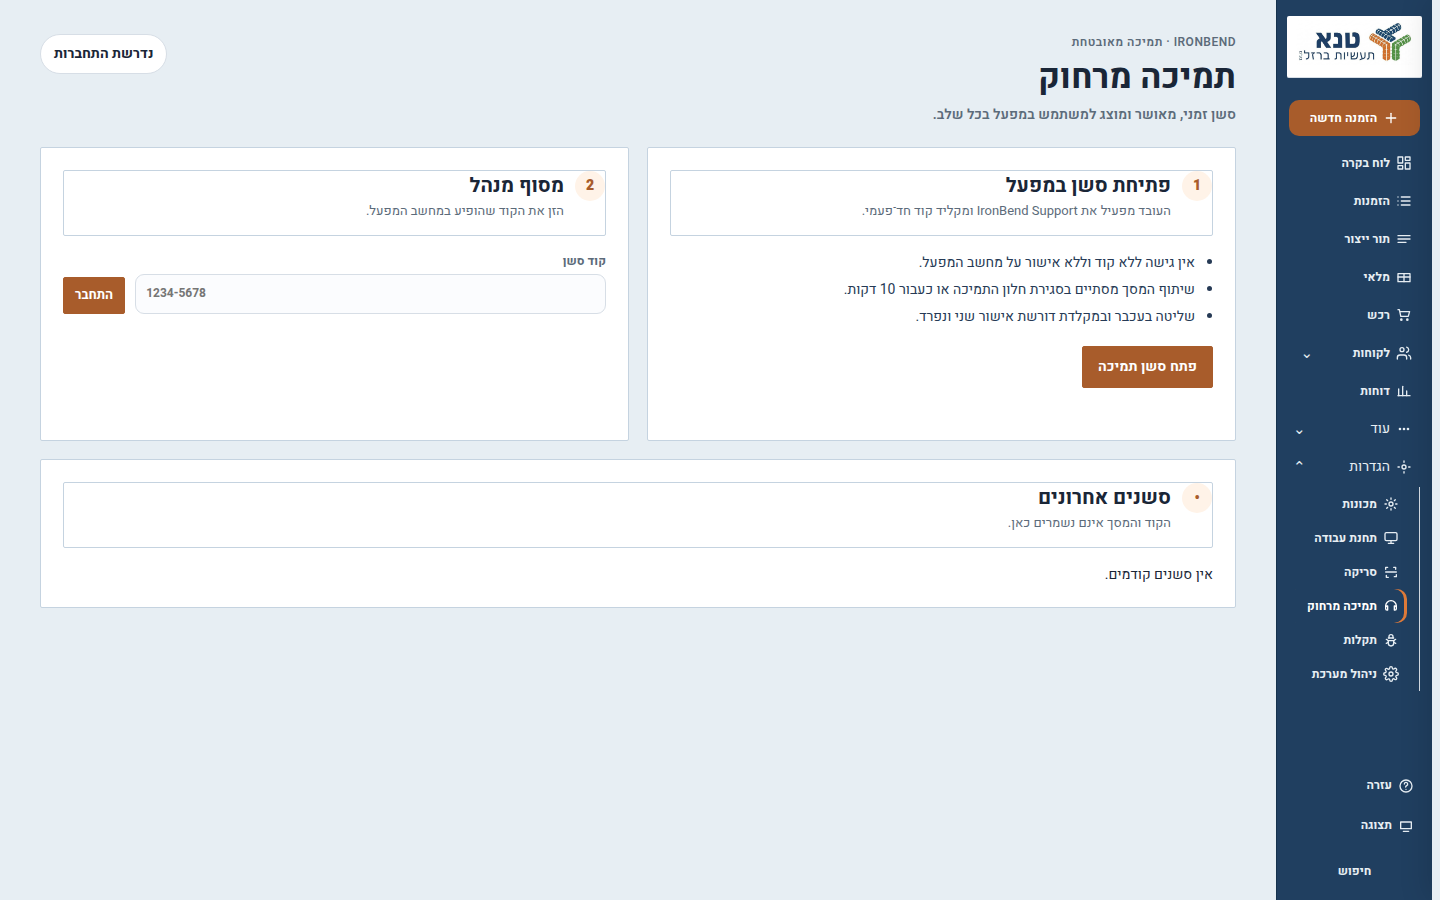 טנא
תעשיות ברזל
הזמנה חדשה
לוח בקרה
הזמנות
תור ייצור
מלאי
רכש
לקוחות
דוחות
עוד
הגדרות
מכונות
תחנת עבודה
סריקה
תמיכה מרחוק
תקלות
ניהול מערכת
עזרה
תצוגה
חיפוש
IRONBEND · תמיכה מאובטחת
תמיכה מרחוק
סשן זמני, מאושר ומוצג למשתמש במפעל בכל שלב.
נדרשת התחברות
1
פתיחת סשן במפעל
העובד מפעיל את IronBend Support ומקליד קוד חד־פעמי.
אין גישה ללא קוד וללא אישור על מחשב המפעל.
שיתוף המסך מסתיים בסגירת חלון התמיכה או כעבור 10 דקות.
שליטה בעכבר ובמקלדת דורשת אישור שני ונפרד.
פתח סשן תמיכה
2
מסוף מנהל
הזן את הקוד שהופיע במחשב המפעל.
קוד סשן
1234-5678
התחבר
סשנים אחרונים
הקוד והמסך אינם נשמרים כאן.
אין סשנים קודמים.